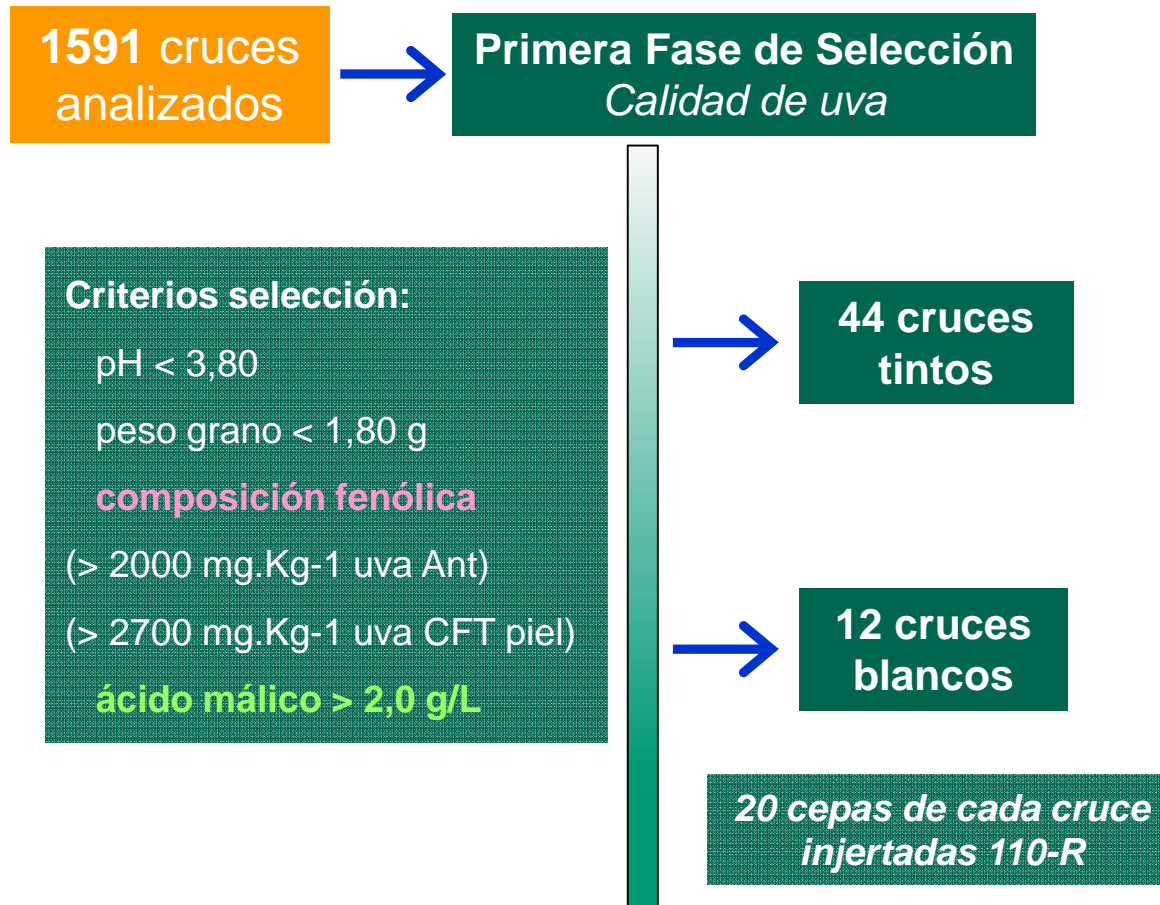 1591 cruces
analizados
Primera Fase de Selección
Calidad de uva
Criterios selección:
pH < 3,80
peso grano < 1,80 g
composición fenólica
(> 2000 mg.Kg-1 uva Ant)
(> 2700 mg.Kg-1 uva CFT piel)
ácido málico > 2,0 g/L
44 cruces
tintos
12 cruces
blancos
20 cepas de cada cruce
injertadas 110-R